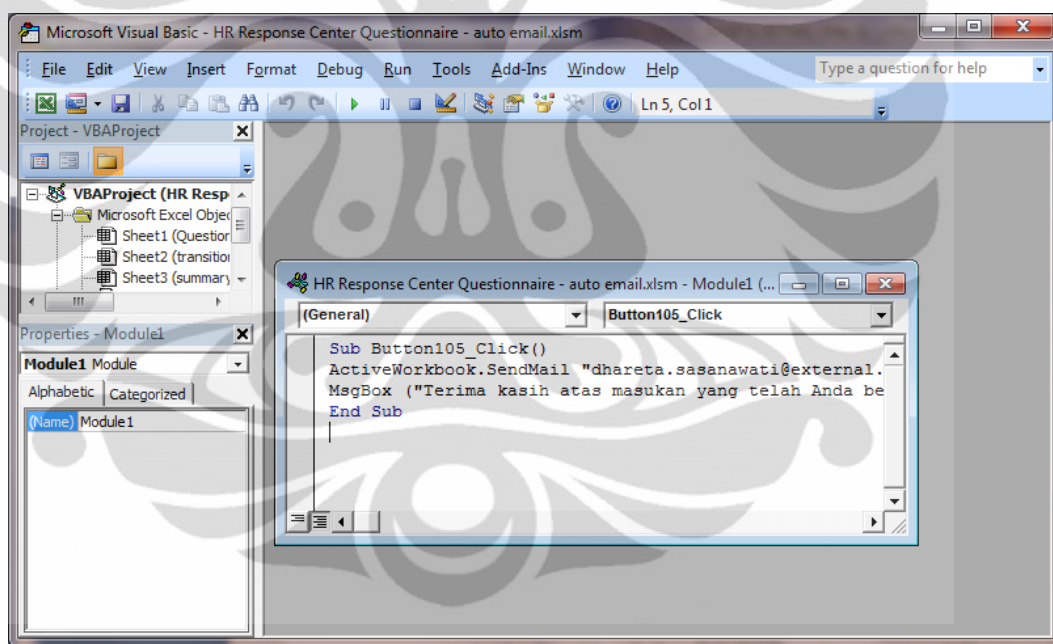 Microsoft Visual Basic - HR Response Center Questionnaire - auto email.xlsm
File Edit View Insert Format Debug Run Tools Add-Ins Window Help
Type a question for help
Ln 5, Col 1
Project - VBAProject
VBAProject (HR Resp
Microsoft Excel Objec
Sheet1 (Question
Sheet2 (transition
Sheet3 (summary
Properties - Module1
Module1 Module
Alphabetic Categorized
(Name) Module1
HR Response Center Questionnaire - auto email.xlsm - Module1 (...
(General)
Button105_Click
Sub Button105_Click()
ActiveWorkbook.SendMail "dhareta.sasanawati@external.
MsgBox ("Terima kasih atas masukan yang telah Anda be
End Sub